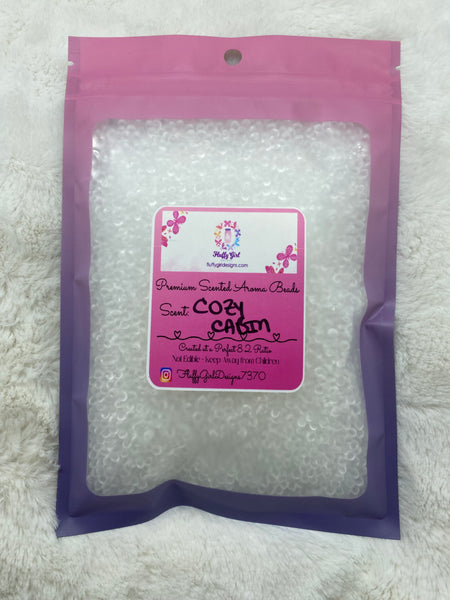 Fluffy Girl
fluffygirldesigns.com
Premium Scented Aroma Beads
Scent: COZY
CABIN
Created at a Perfect 8:2 Ratio
Not Edible - Keep Away from Children
FluffyGirlDesigns7370